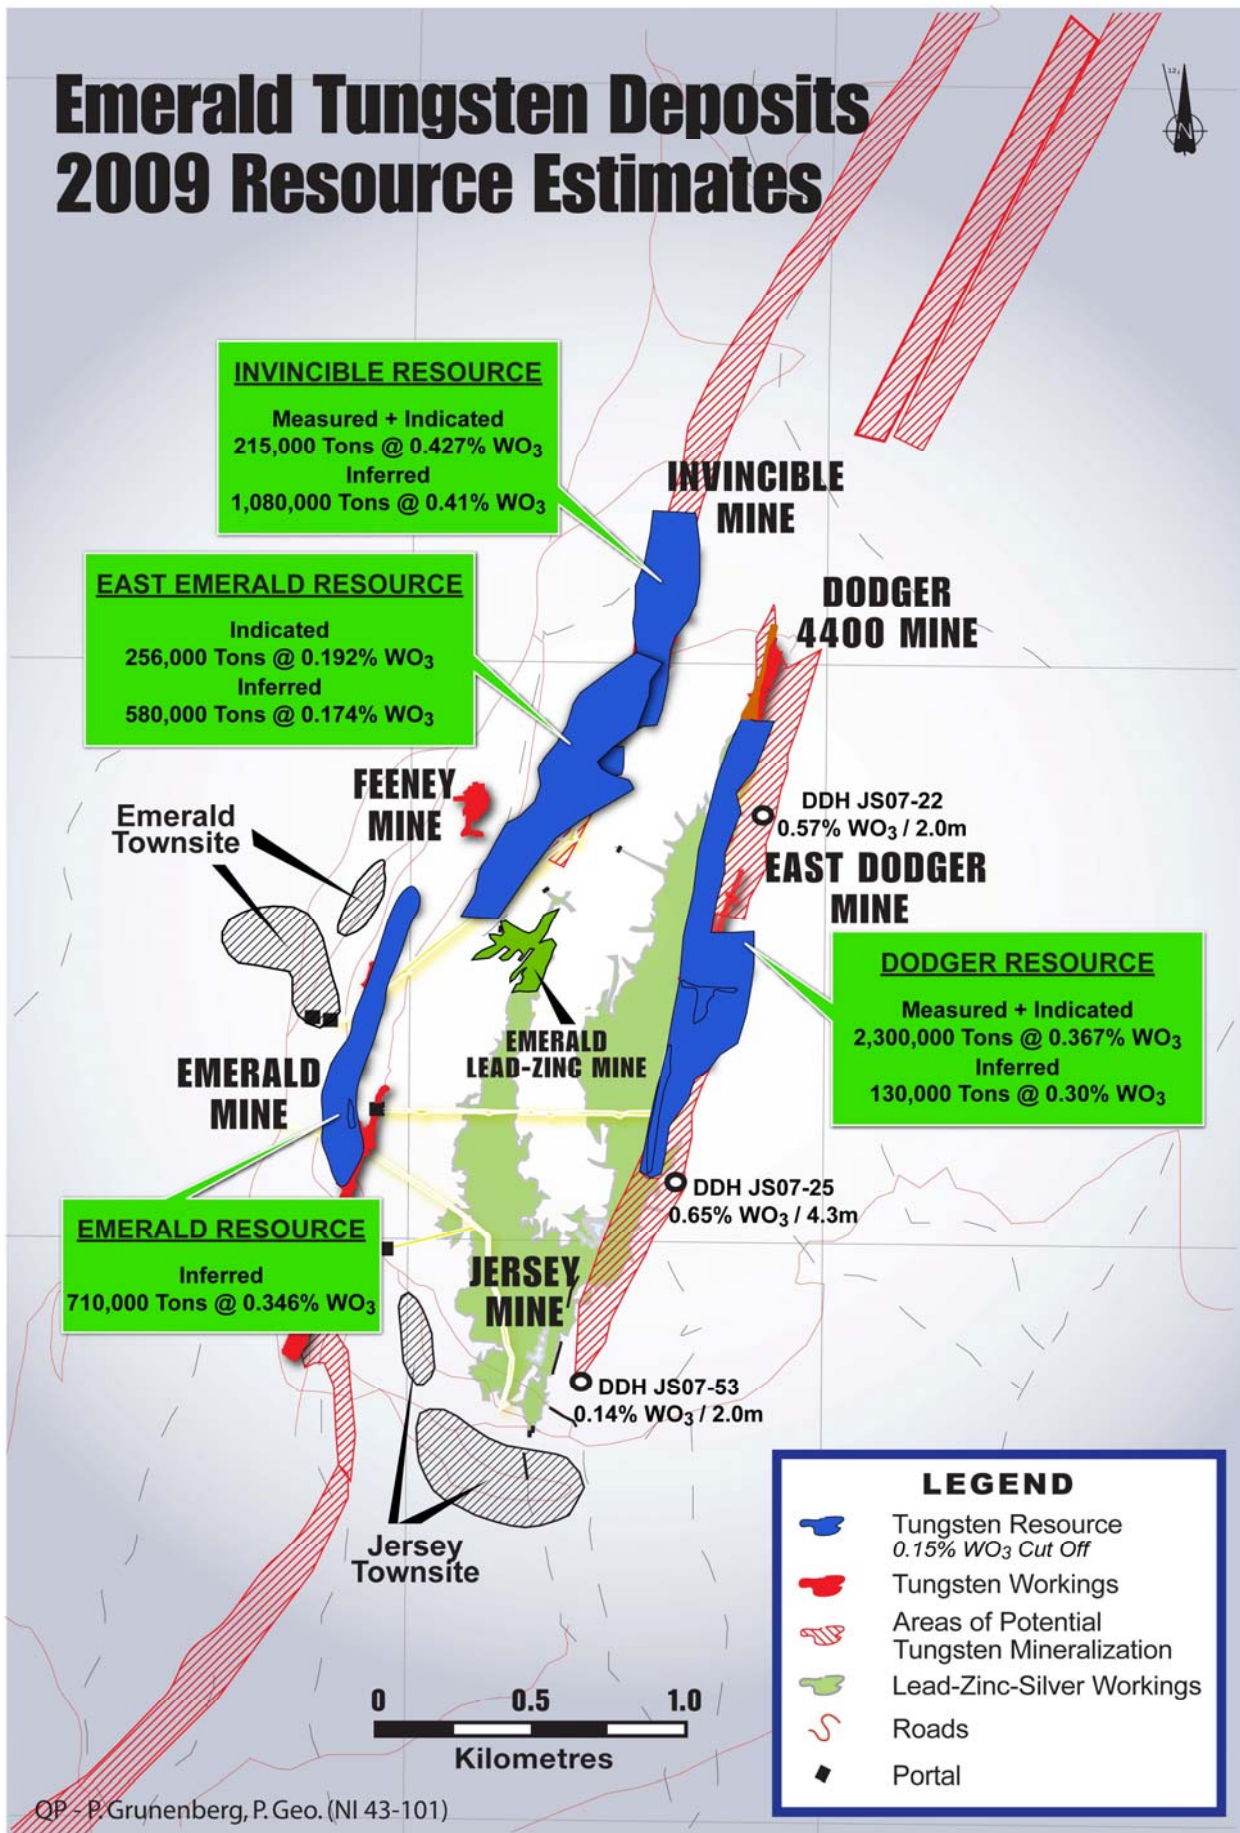 Emerald Tungsten Deposits
2009 Resource Estimates
12°
N
INVINCIBLE RESOURCE
Measured + Indicated
215,000 Tons @ 0.427% WO₃
Inferred
1,080,000 Tons @ 0.41% WO₃
INVINCIBLE
MINE
EAST EMERALD RESOURCE
Indicated
256,000 Tons @ 0.192% WO₃
Inferred
580,000 Tons @ 0.174% WO₃
DODGER
4400 MINE
FEENEY
MINE
Emerald
Townsite
DDH JS07-22
0.57% WO₃ / 2.0m
EAST DODGER
MINE
DODGER RESOURCE
Measured + Indicated
2,300,000 Tons @ 0.367% WO₃
Inferred
130,000 Tons @ 0.30% WO₃
EMERALD
LEAD-ZINC MINE
EMERALD
MINE
DDH JS07-25
0.65% WO₃ / 4.3m
EMERALD RESOURCE
Inferred
710,000 Tons @ 0.346% WO₃
JERSEY
MINE
DDH JS07-53
0.14% WO₃ / 2.0m
Jersey
Townsite
LEGEND
Tungsten Resource
0.15% WO₃ Cut Off
Tungsten Workings
Areas of Potential
Tungsten Mineralization
Lead-Zinc-Silver Workings
Roads
Portal
0 0.5 1.0
Kilometres
QP - P. Grunenberg, P. Geo. (NI 43-101)